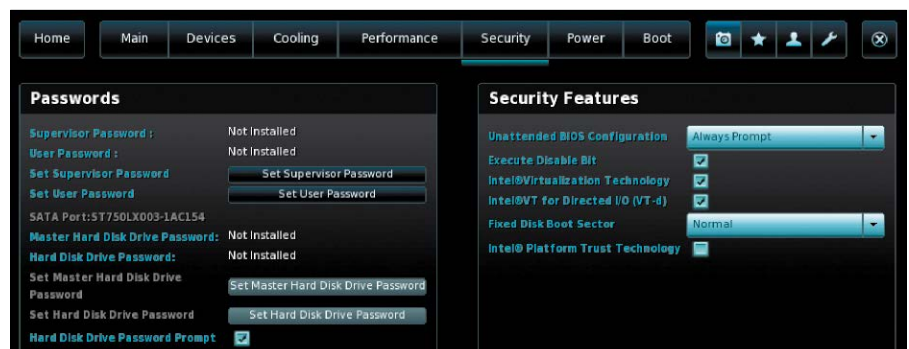 Home Main Devices Cooling Performance Security Power Boot
Passwords
Supervisor Password : Not Installed
User Password : Not Installed
Set Supervisor Password Set Supervisor Password
Set User Password Set User Password
SATA Port:ST750LX003-1AC154
Master Hard Disk Drive Password: Not Installed
Hard Disk Drive Password: Not Installed
Set Master Hard Disk Drive
Password Set Master Hard Disk Drive Password
Set Hard Disk Drive Password Set Hard Disk Drive Password
Hard Disk Drive Password Prompt
Security Features
Unattended BIOS Configuration Always Prompt
Execute Disable Bit
Intel®Virtualization Technology
Intel®VT for Directed I/O (VT-d)
Fixed Disk Boot Sector Normal
Intel® Platform Trust Technology